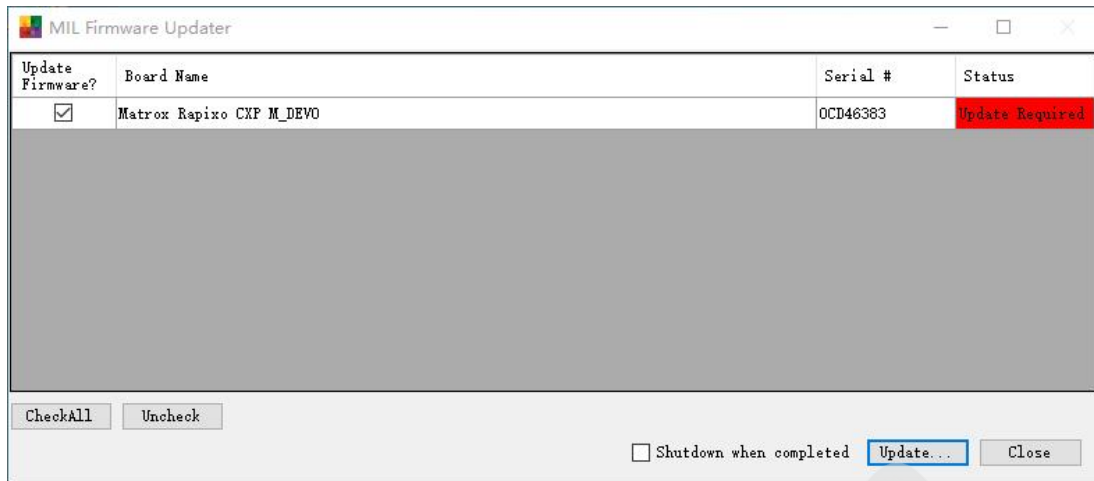 MIL Firmware Updater
Update Firmware? Board Name Serial # Status
Matrox Rapixo CXP M_DEV0 OCD46383 Update Required
CheckAll Uncheck
Shutdown when completed Update... Close